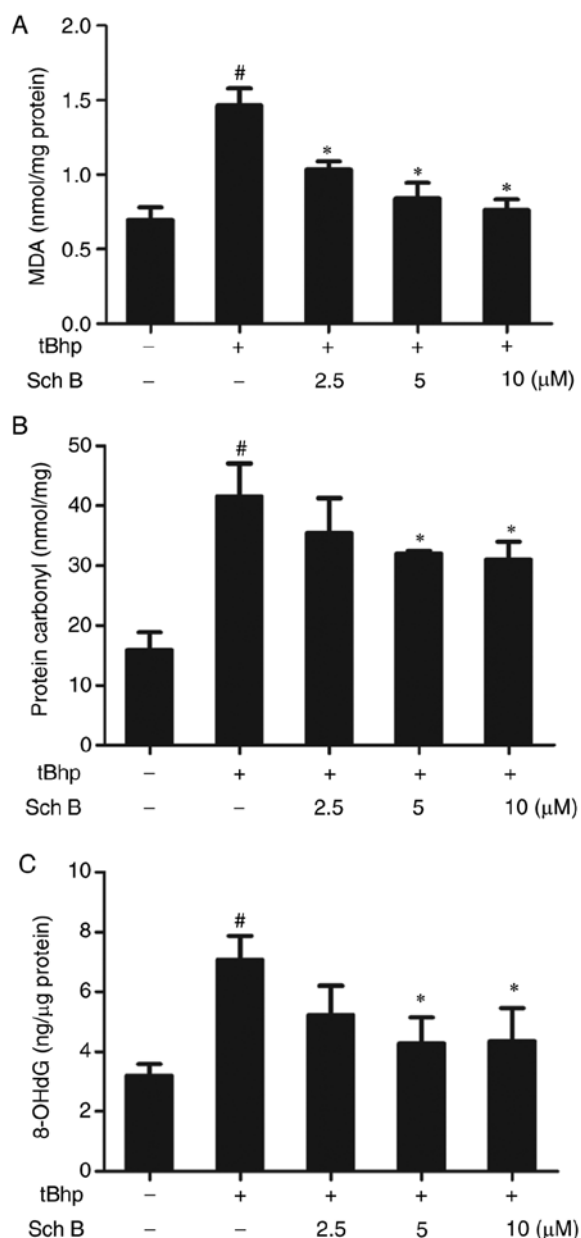 A
MDA (nmol/mg protein)
2.0
1.5
1.0
0.5
0.0
#
*
*
*
tBhp – + + + +
Sch B – – 2.5 5 10 (μM)
B
Protein carbonyl (nmol/mg)
50
40
30
20
10
0
#
*
*
tBhp – + + + +
Sch B – – 2.5 5 10 (μM)
C
8-OHdG (ng/μg protein)
10
8
6
4
2
0
#
*
*
tBhp – + + + +
Sch B – – 2.5 5 10 (μM)